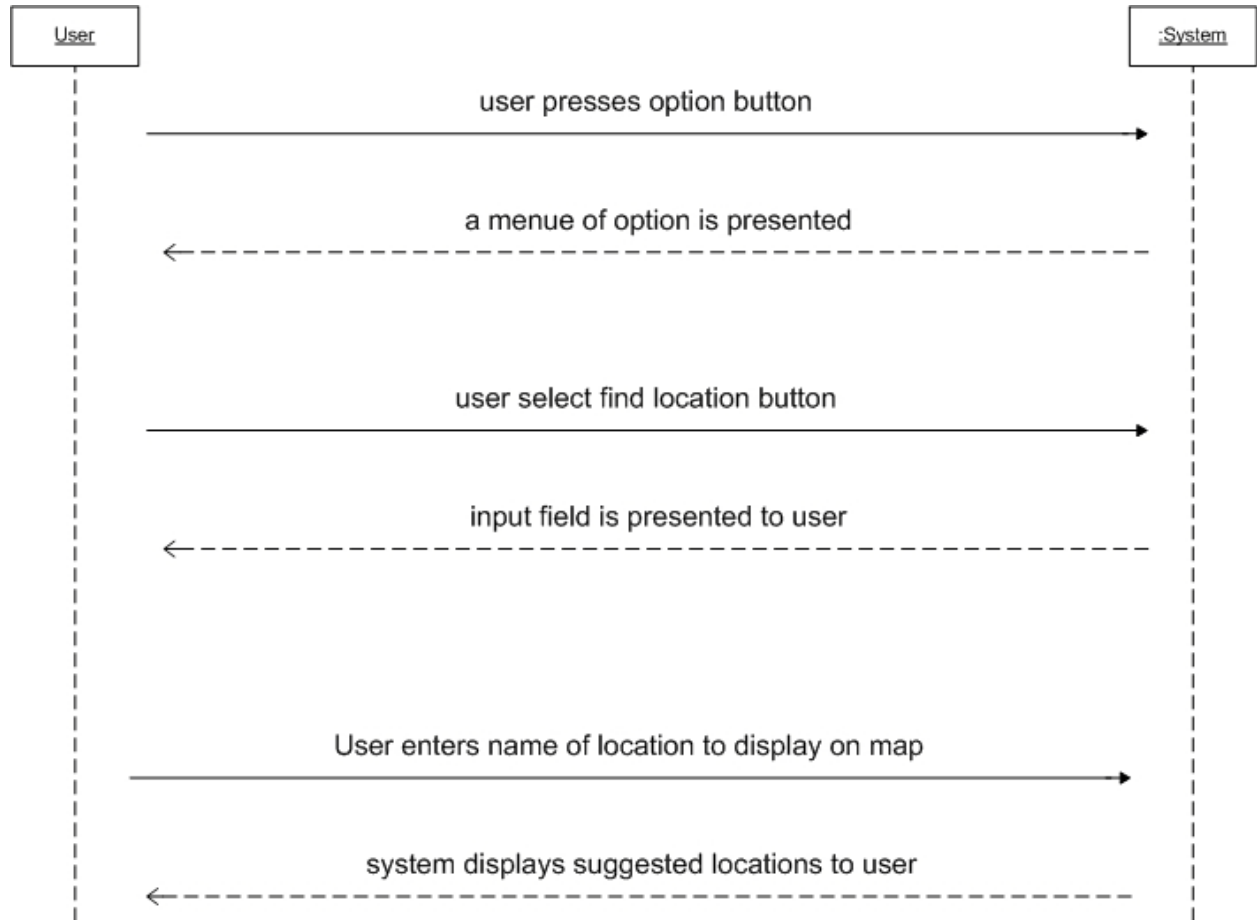 User
:System
user presses option button
a menue of option is presented
user select find location button
input field is presented to user
User enters name of location to display on map
system displays suggested locations to user